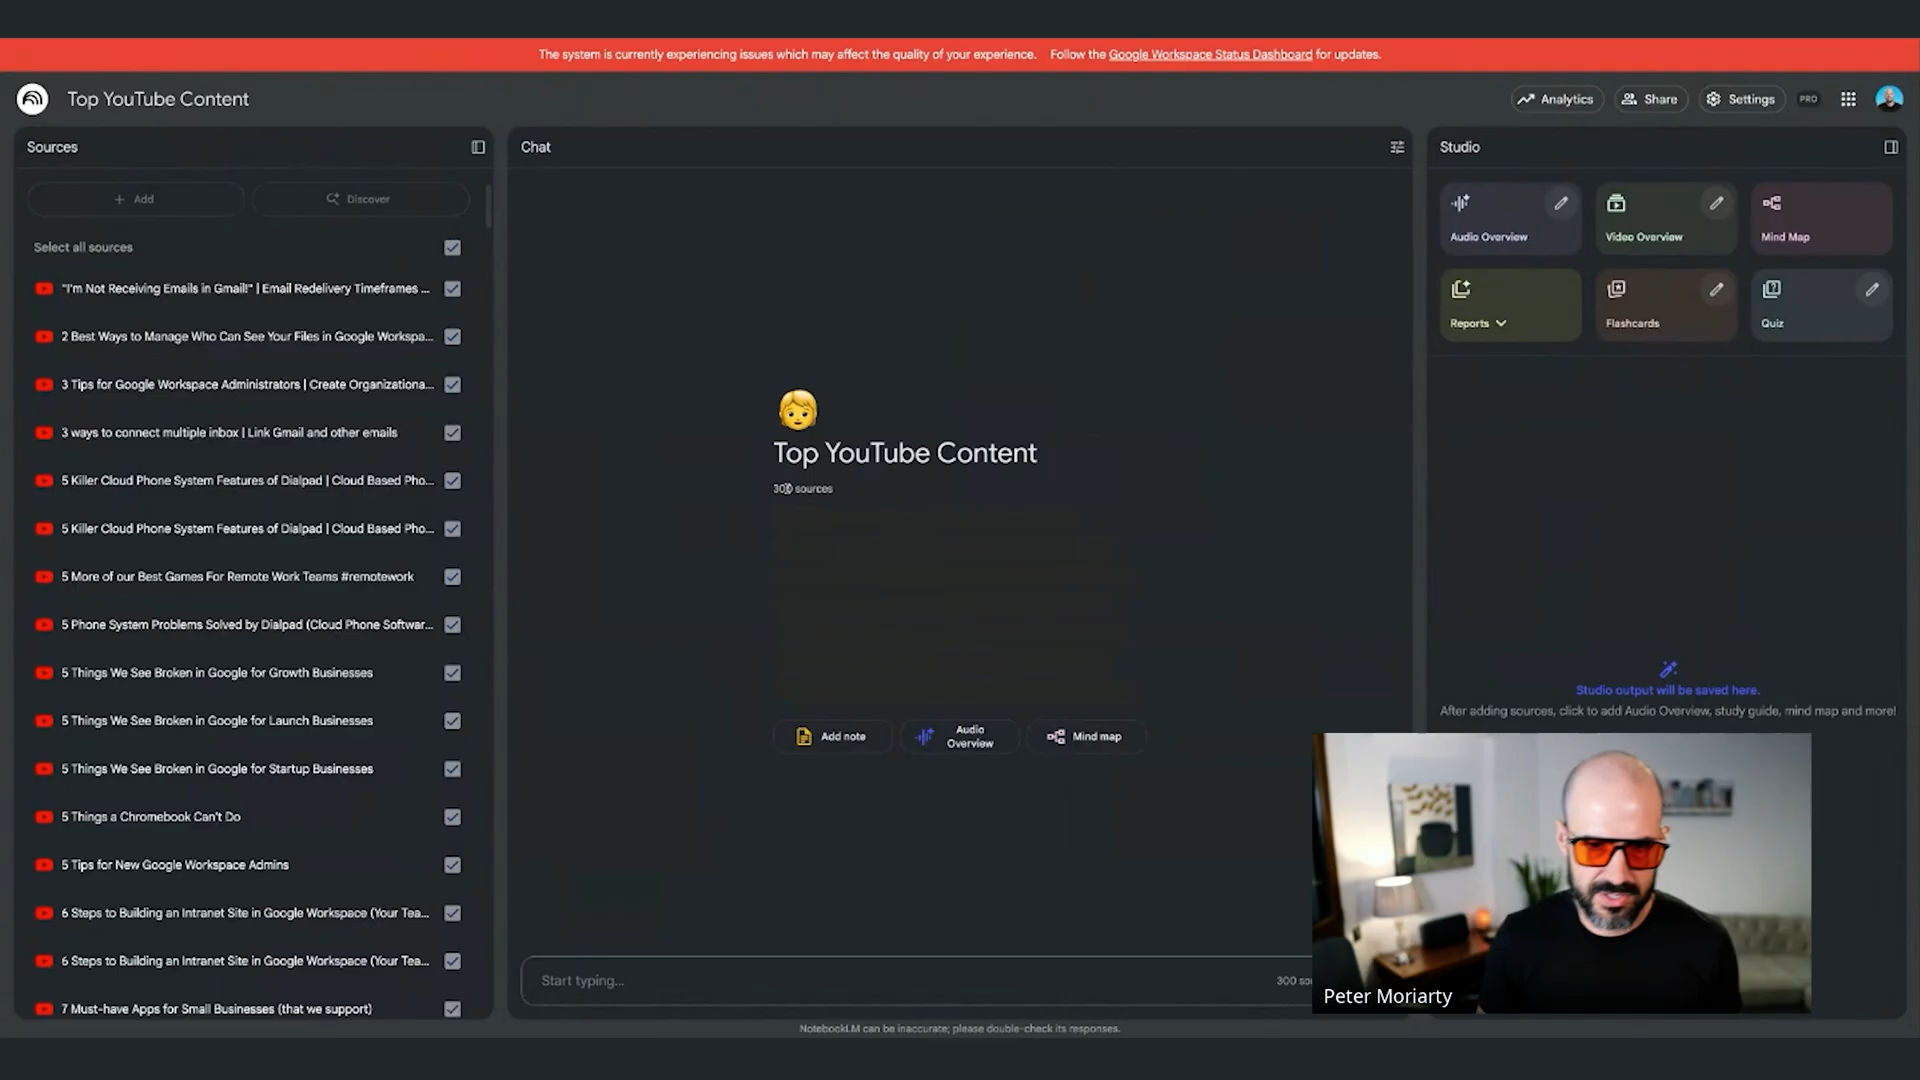 The system is currently experiencing issues which may affect the quality of your experience. Follow the Google Workspace Status Dashboard for updates.
Top YouTube Content
Analytics
Share
Settings
PRO
Sources
Add
Discover
Select all sources
"I'm Not Receiving Emails in Gmail!" | Email Redelivery Timeframes ...
2 Best Ways to Manage Who Can See Your Files in Google Workspa...
3 Tips for Google Workspace Administrators | Create Organizationa...
3 ways to connect multiple inbox | Link Gmail and other emails
5 Killer Cloud Phone System Features of Dialpad | Cloud Based Pho...
5 Killer Cloud Phone System Features of Dialpad | Cloud Based Pho...
5 More of our Best Games For Remote Work Teams #remotework
5 Phone System Problems Solved by Dialpad (Cloud Phone Softwar...
5 Things We See Broken in Google for Growth Businesses
5 Things We See Broken in Google for Launch Businesses
5 Things We See Broken in Google for Startup Businesses
5 Things a Chromebook Can't Do
5 Tips for New Google Workspace Admins
6 Steps to Building an Intranet Site in Google Workspace (Your Tea...
6 Steps to Building an Intranet Site in Google Workspace (Your Tea...
7 Must-have Apps for Small Businesses (that we support)
Chat
Top YouTube Content
300 sources
Add note
Audio Overview
Mind map
Start typing...
300 sou
NotebookLM can be inaccurate; please double-check its responses.
Studio
Audio Overview
Video Overview
Mind Map
Reports
Flashcards
Quiz
Studio output will be saved here.
After adding sources, click to add Audio Overview, study guide, mind map and more!
Peter Moriarty